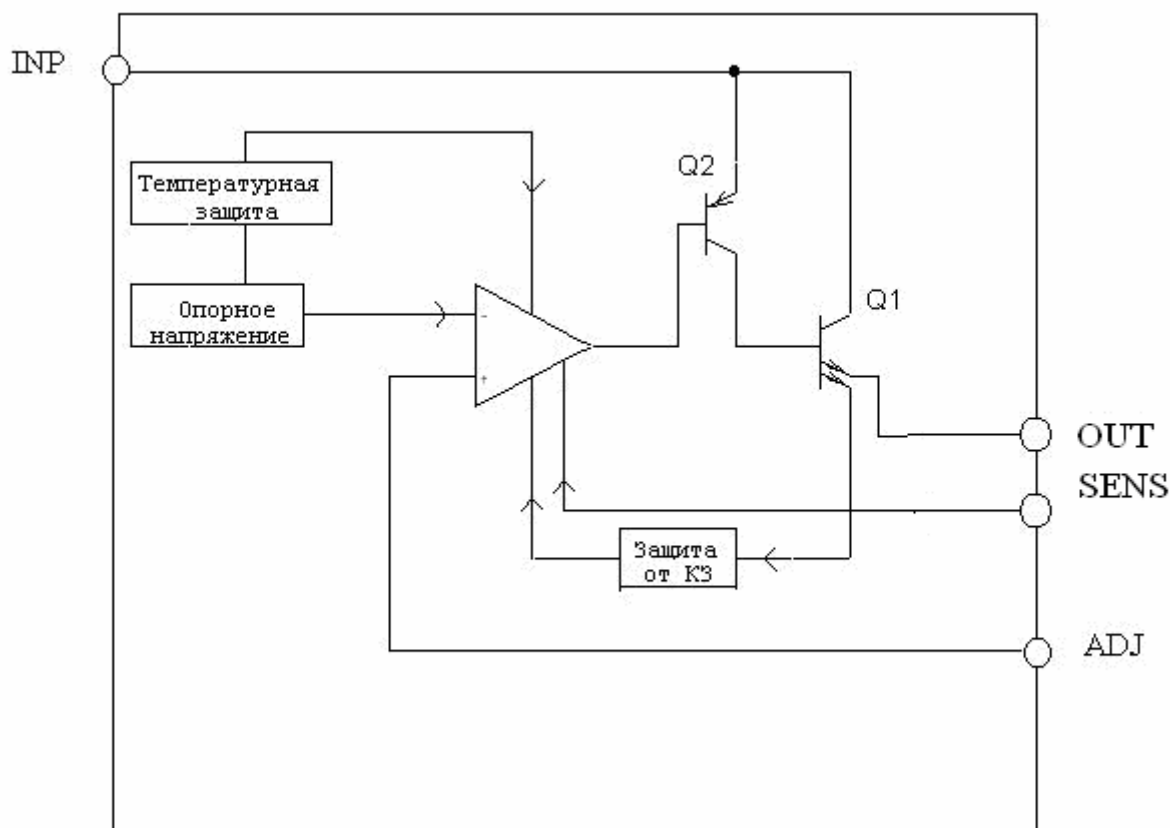 INP
Температурная
защита
Q2
Опорное
напряжение
-
+
Q1
OUT
SENS
Защита
от КЗ
ADJ